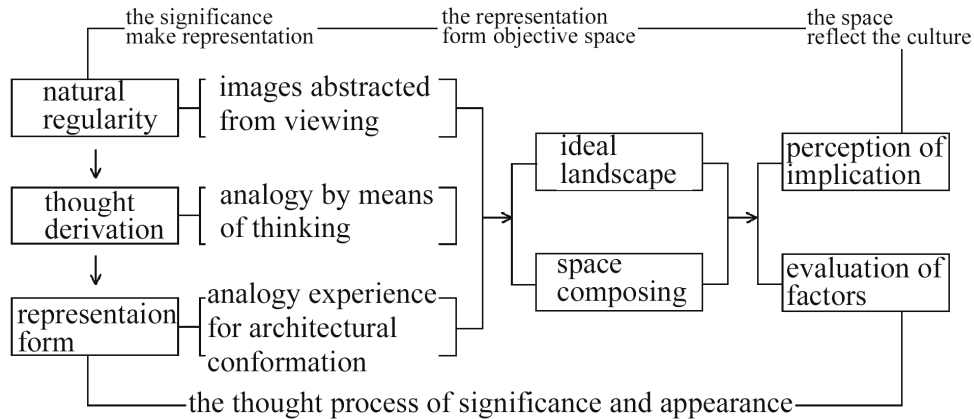 the significance
make representation
the representation
form objective space
the space
reflect the culture
natural
regularity
images abstracted
from viewing
thought
derivation
analogy by means
of thinking
representaion
form
analogy experience
for architectural
conformation
ideal
landscape
space
composing
perception of
implication
evaluation of
factors
the thought process of significance and appearance